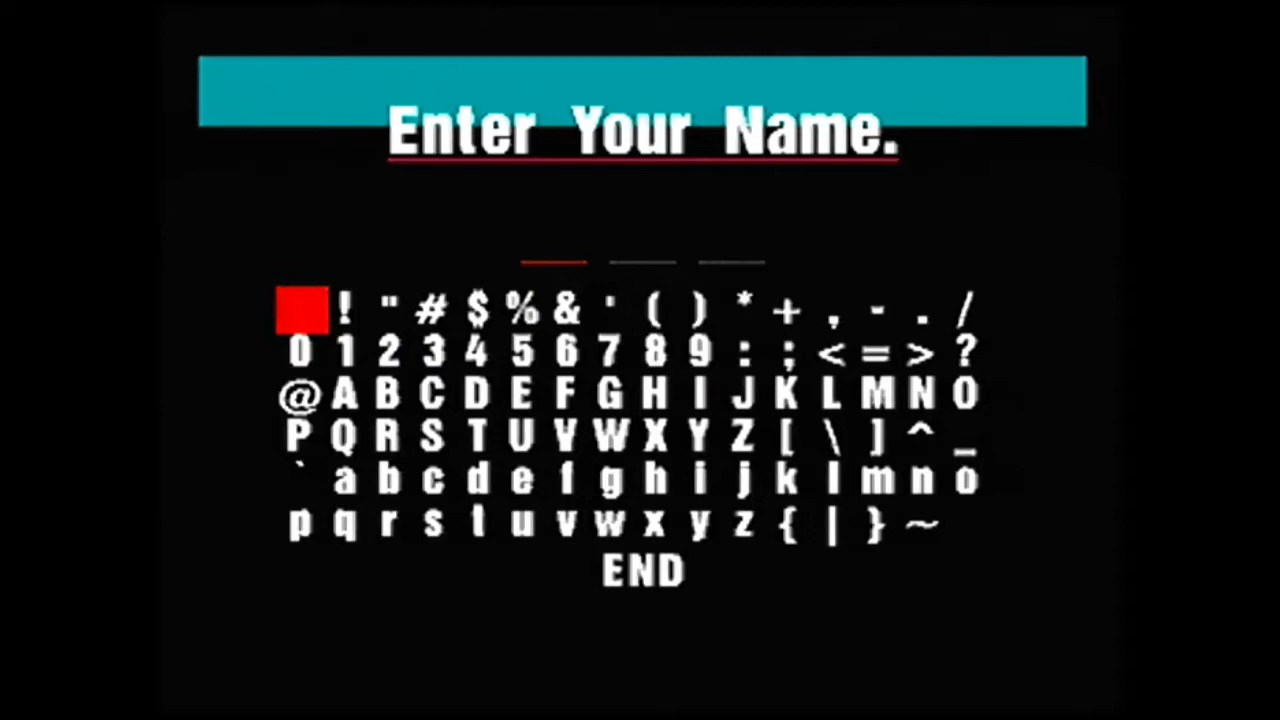 Enter Your Name.
! " # $ % & ' ( ) * + , - . /
0 1 2 3 4 5 6 7 8 9 : ; < = > ?
@ A B C D E F G H I J K L M N O
P Q R S T U V W X Y Z [ \ ] ^ _
` a b c d e f g h i j k l m n o
p q r s t u v w x y z { | } ~
END